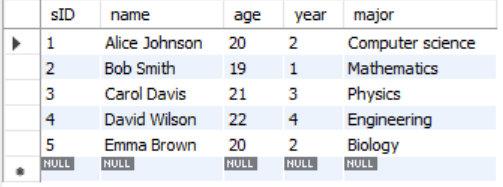 sID name age year major
1 Alice Johnson 20 2 Computer science
2 Bob Smith 19 1 Mathematics
3 Carol Davis 21 3 Physics
4 David Wilson 22 4 Engineering
5 Emma Brown 20 2 Biology
NULL NULL NULL NULL NULL